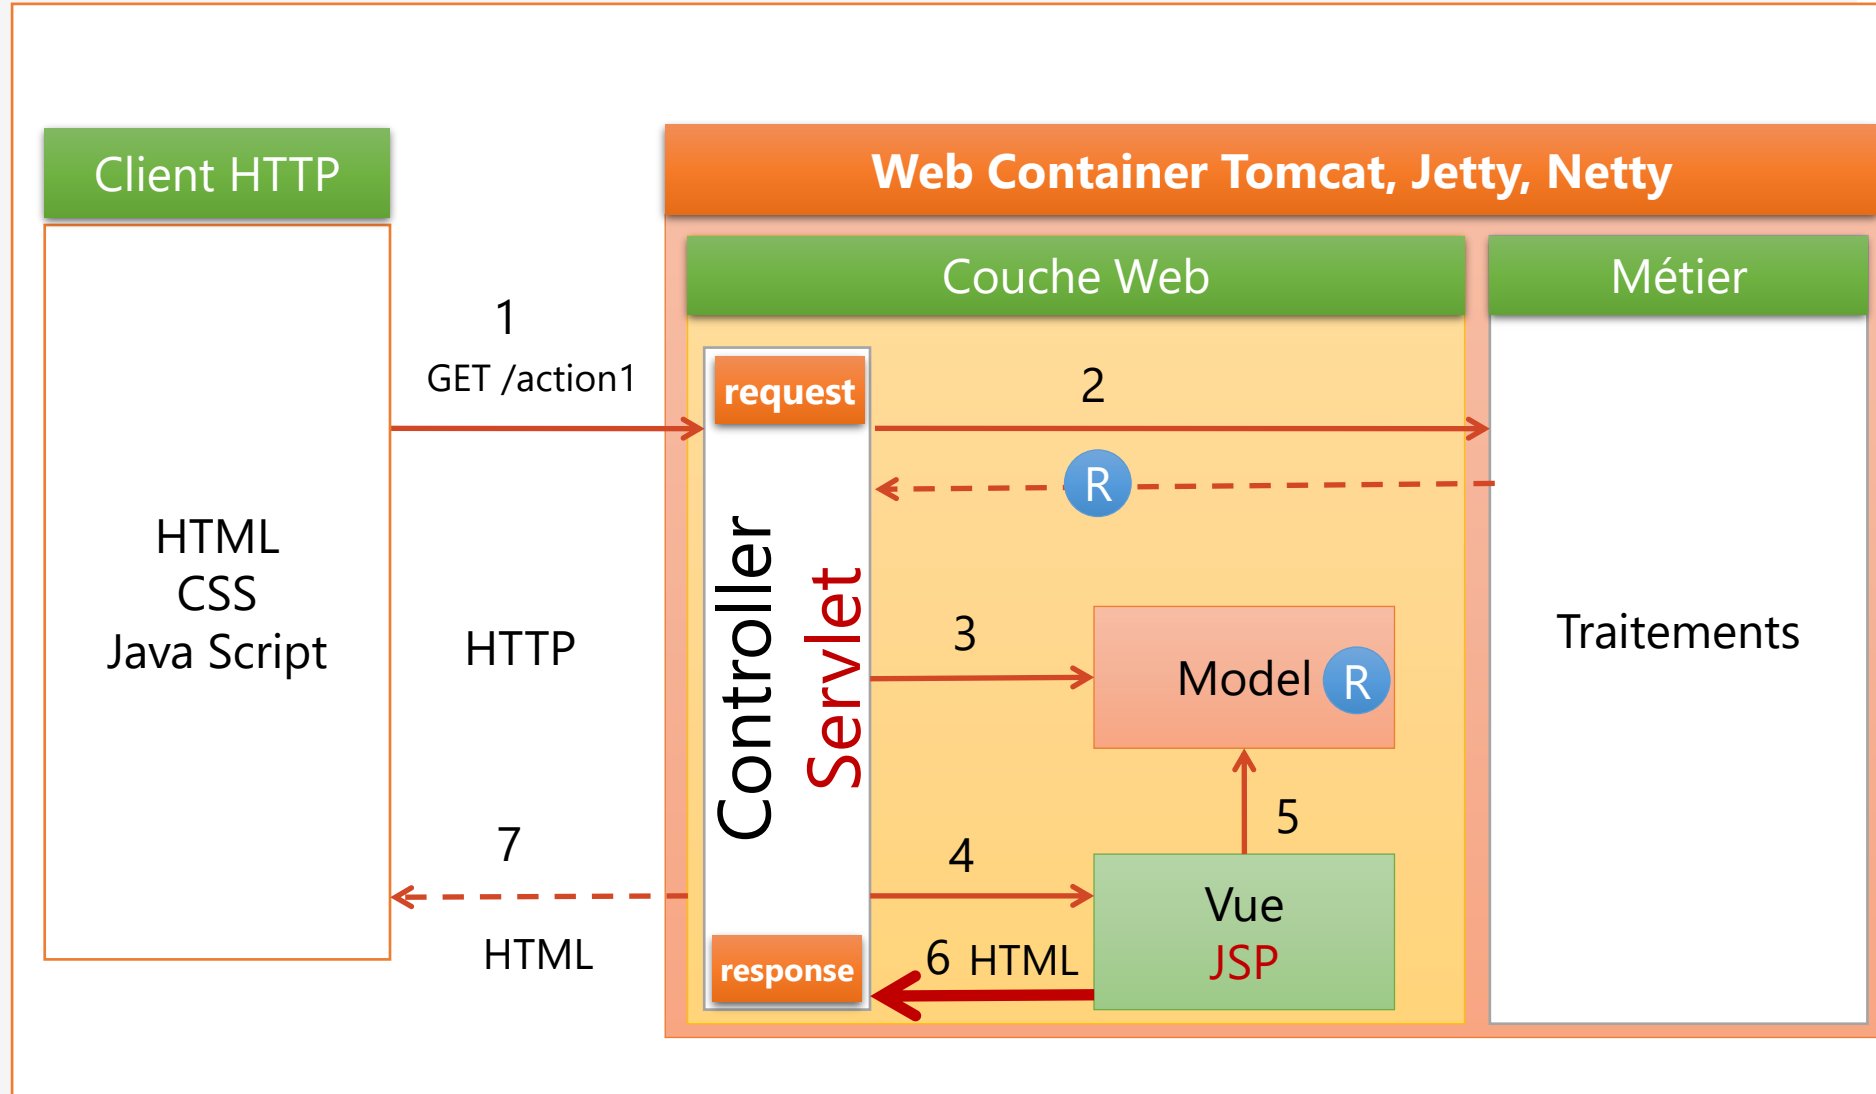 Client HTTP
HTML
CSS
Java Script
1
GET /action1
HTTP
7
HTML
Web Container Tomcat, Jetty, Netty
Couche Web
request
Controller
Servlet
response
2
R
3
Model R
4
5
Vue
JSP
6 HTML
Métier
Traitements